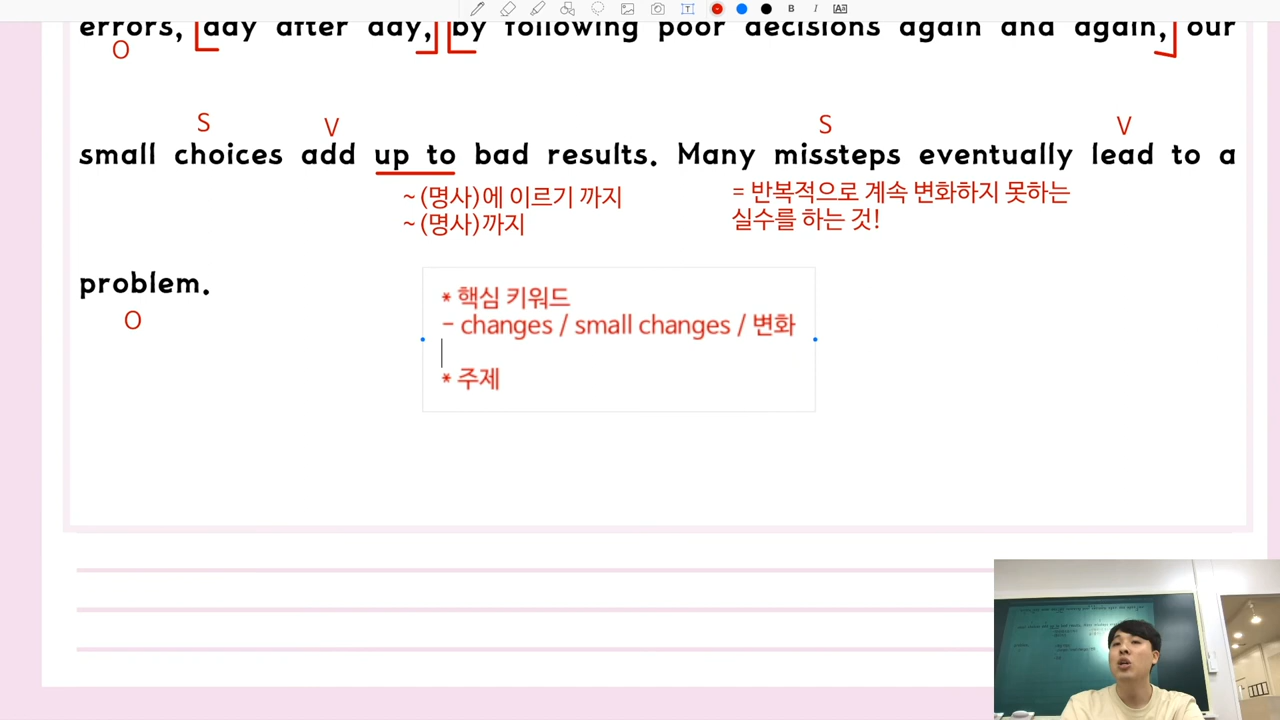 errors, day after day, by following poor decisions again and again, our
O
S V S V
small choices add up to bad results. Many missteps eventually lead to a
~(명사)에 이르기 까지
~(명사)까지
= 반복적으로 계속 변화하지 못하는
실수를 하는 것!
problem.
O
* 핵심 키워드
- changes / small changes / 변화
* 주제